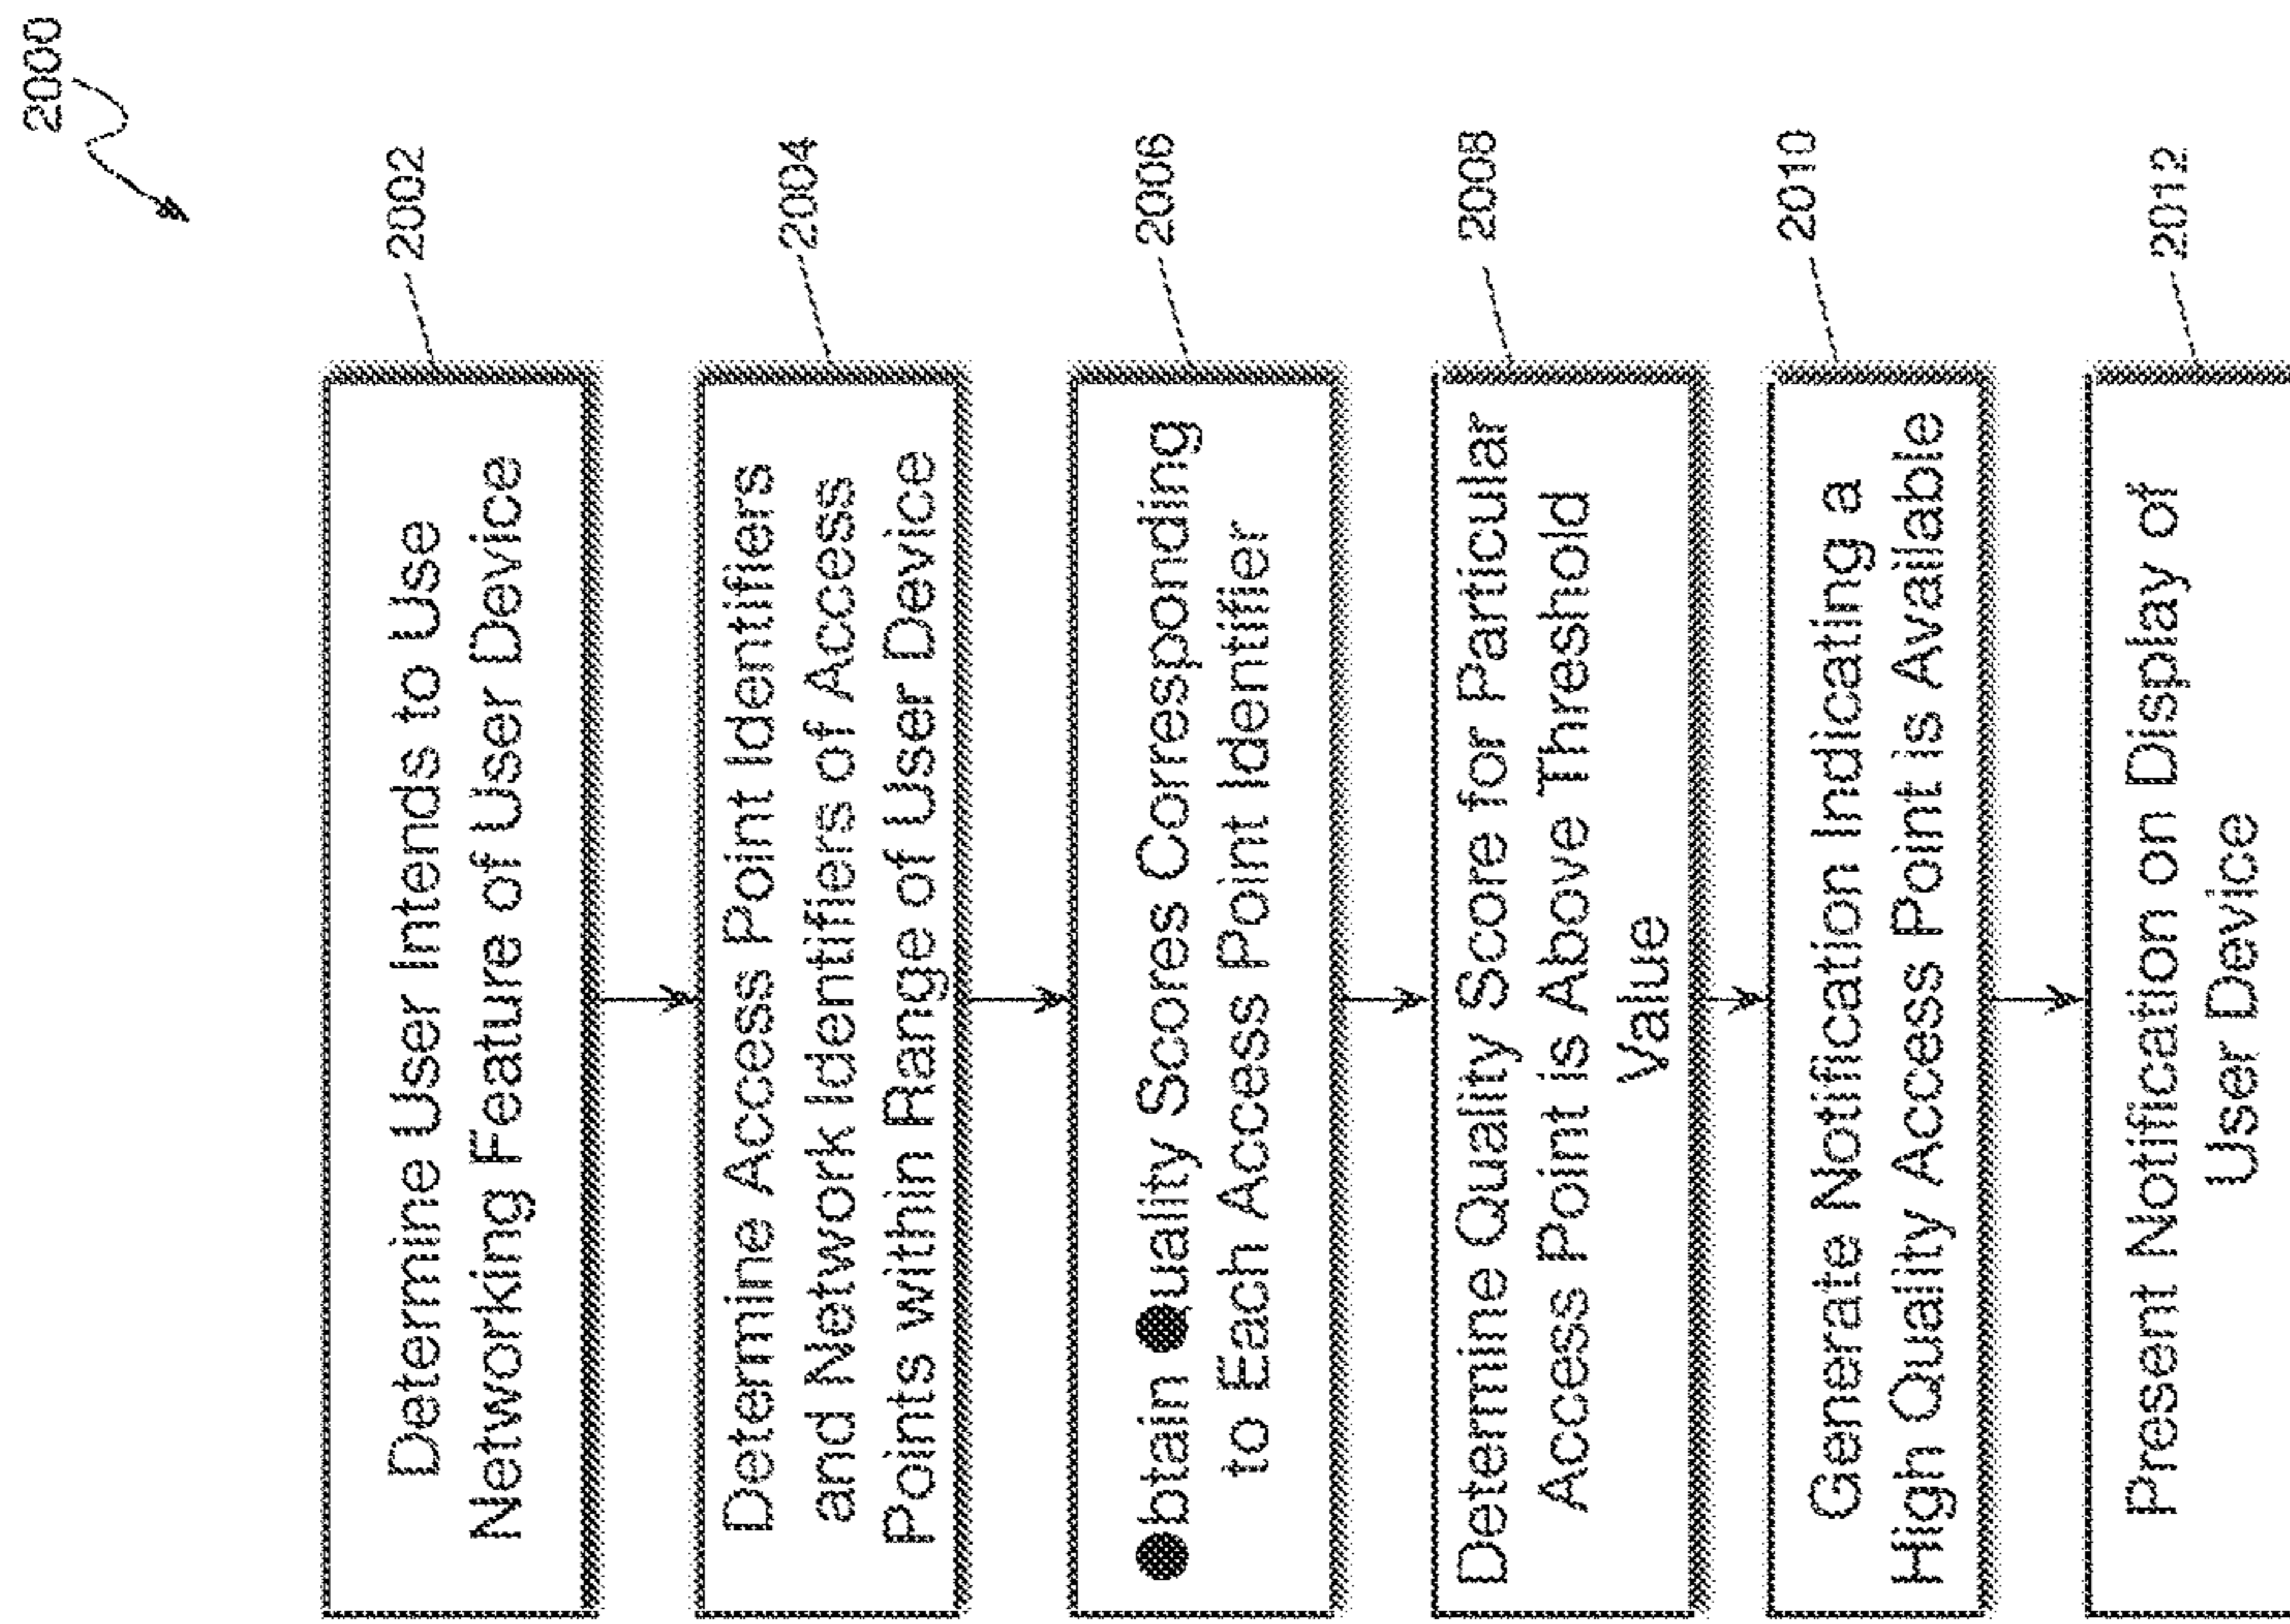 2000
Determine User Intends to Use
Networking Feature of User Device
2002
Determine Access Point Identifiers
and Network Identifiers of Access
Points within Range of User Device
2004
Obtain Quality Scores Corresponding
to Each Access Point Identifier
2006
Determine Quality Score for Particular
Access Point is Above Threshold
Value
2008
Generate Notification Indicating a
High Quality Access Point is Available
2010
Present Notification on Display of
User Device
2012